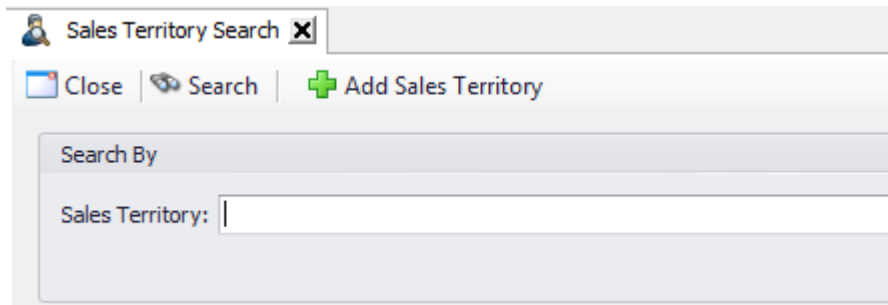 Sales Territory Search
Close Search Add Sales Territory
Search By
Sales Territory: